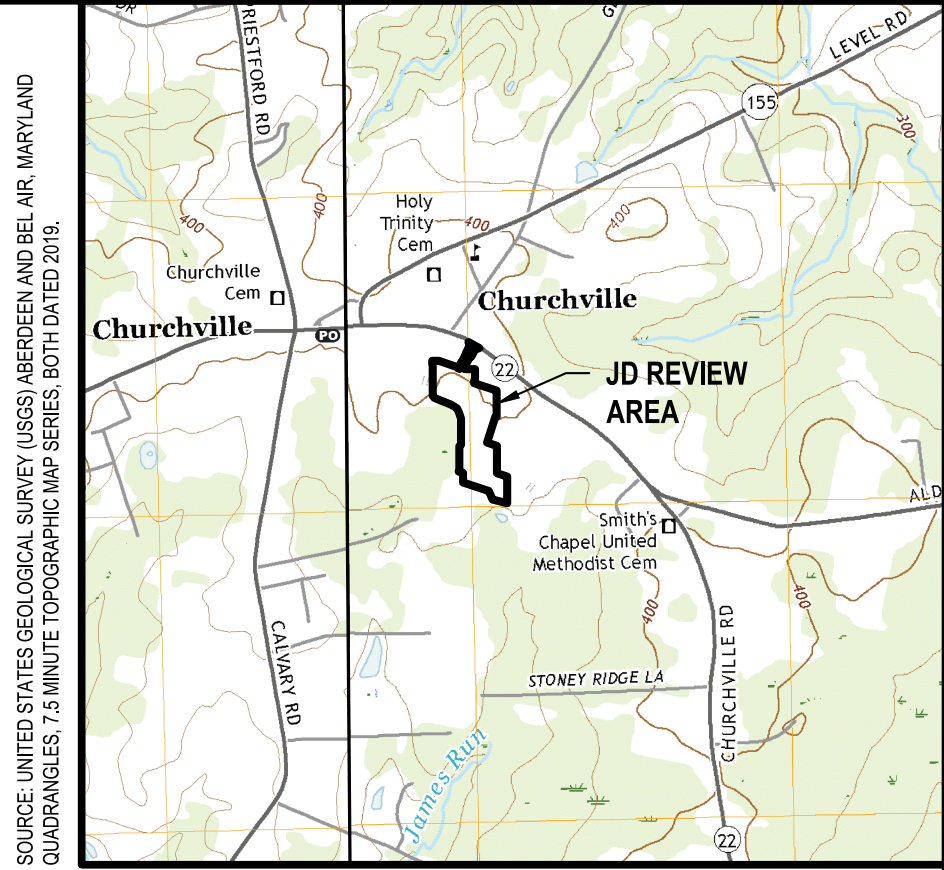 SOURCE: UNITED STATES GEOLOGICAL SURVEY (USGS) ABERDEEN AND BEL AIR, MARYLAND
QUADRANGLES, 7.5 MINUTE TOPOGRAPHIC MAP SERIES, BOTH DATED 2019.
DR
PRIESTFORD RD
LEVEL RD
155
300
400
400
400
400
Holy
Trinity
Cem
Churchville
Cem
Churchville
Churchville
PO
22
JD REVIEW
AREA
ALD
Smith's
Chapel United
Methodist Cem
400
400
CALVARY RD
CHURCHVILLE RD
STONEY RIDGE LA
James Run
22